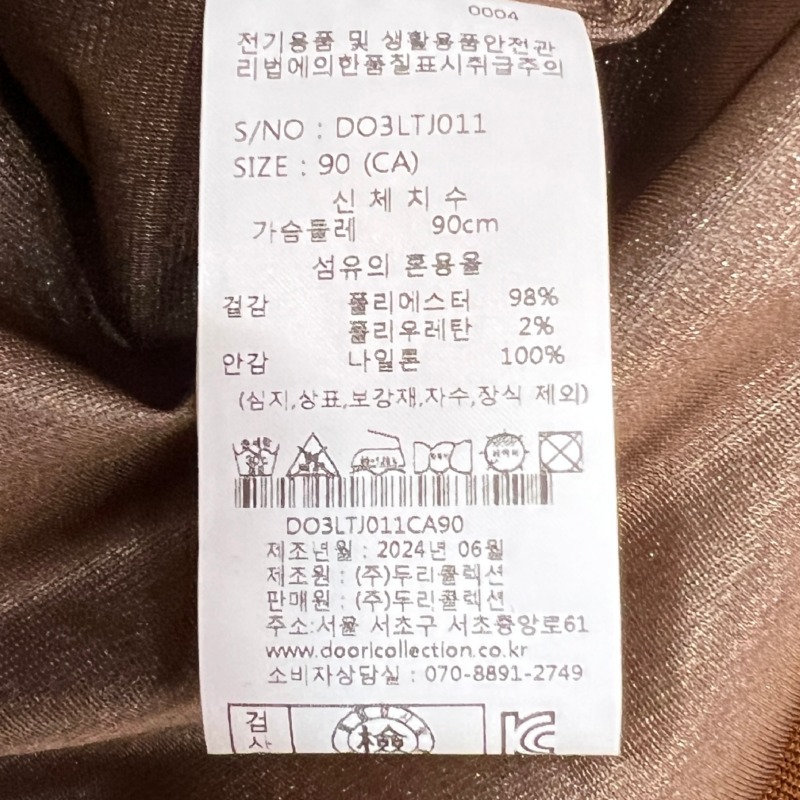 0004
전기용품 및 생활용품안전관
리법에의한품질표시취급주의
S/NO : DO3LTJ011
SIZE : 90 (CA)
신 체 치 수
가슴둘레 90cm
섬유의 혼용율
겉감 폴리에스터 98%
폴리우레탄 2%
안감 나일론 100%
(심지,상표,보강재,자수,장식 제외)
DO3LTJ011CA90
제조년월 : 2024년 06월
제조원 : (주)두리콜렉션
판매원 : (주)두리콜렉션
주소:서울 서초구 서초중앙로61
www.dooricollection.co.kr
소비자상담실 : 070-8891-2749
검